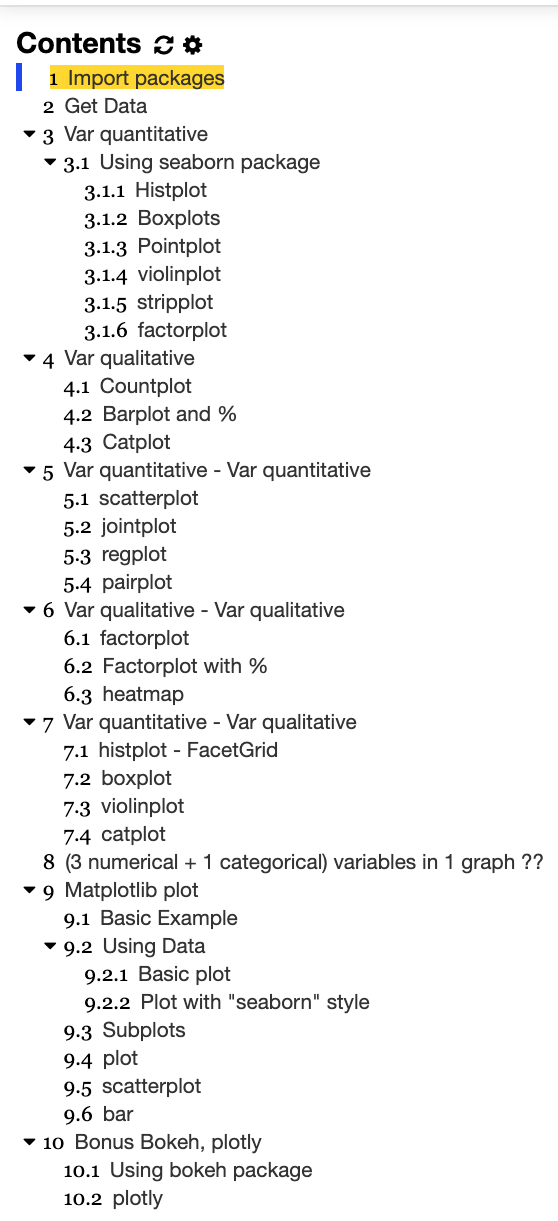 Contents
1 Import packages
2 Get Data
3 Var quantitative
3.1 Using seaborn package
3.1.1 Histplot
3.1.2 Boxplots
3.1.3 Pointplot
3.1.4 violinplot
3.1.5 stripplot
3.1.6 factorplot
4 Var qualitative
4.1 Countplot
4.2 Barplot and %
4.3 Catplot
5 Var quantitative - Var quantitative
5.1 scatterplot
5.2 jointplot
5.3 regplot
5.4 pairplot
6 Var qualitative - Var qualitative
6.1 factorplot
6.2 Factorplot with %
6.3 heatmap
7 Var quantitative - Var qualitative
7.1 histplot - FacetGrid
7.2 boxplot
7.3 violinplot
7.4 catplot
8 (3 numerical + 1 categorical) variables in 1 graph ??
9 Matplotlib plot
9.1 Basic Example
9.2 Using Data
9.2.1 Basic plot
9.2.2 Plot with "seaborn" style
9.3 Subplots
9.4 plot
9.5 scatterplot
9.6 bar
10 Bonus Bokeh, plotly
10.1 Using bokeh package
10.2 plotly